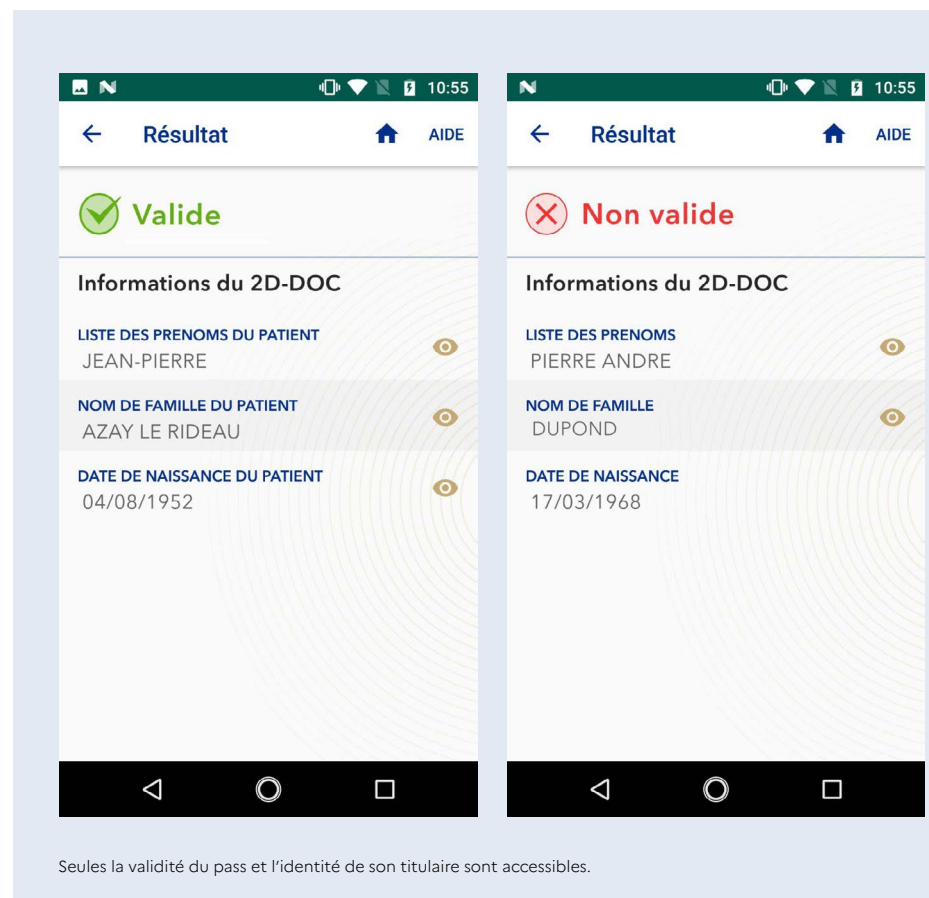 10:55
Résultat
AIDE
Valide
Informations du 2D-DOC
LISTE DES PRENOMS DU PATIENT
JEAN-PIERRE
NOM DE FAMILLE DU PATIENT
AZAY LE RIDEAU
DATE DE NAISSANCE DU PATIENT
04/08/1952
10:55
Résultat
AIDE
Non valide
Informations du 2D-DOC
LISTE DES PRENOMS
PIERRE ANDRE
NOM DE FAMILLE
DUPOND
DATE DE NAISSANCE
17/03/1968
Seules la validité du pass et l'identité de son titulaire sont accessibles.